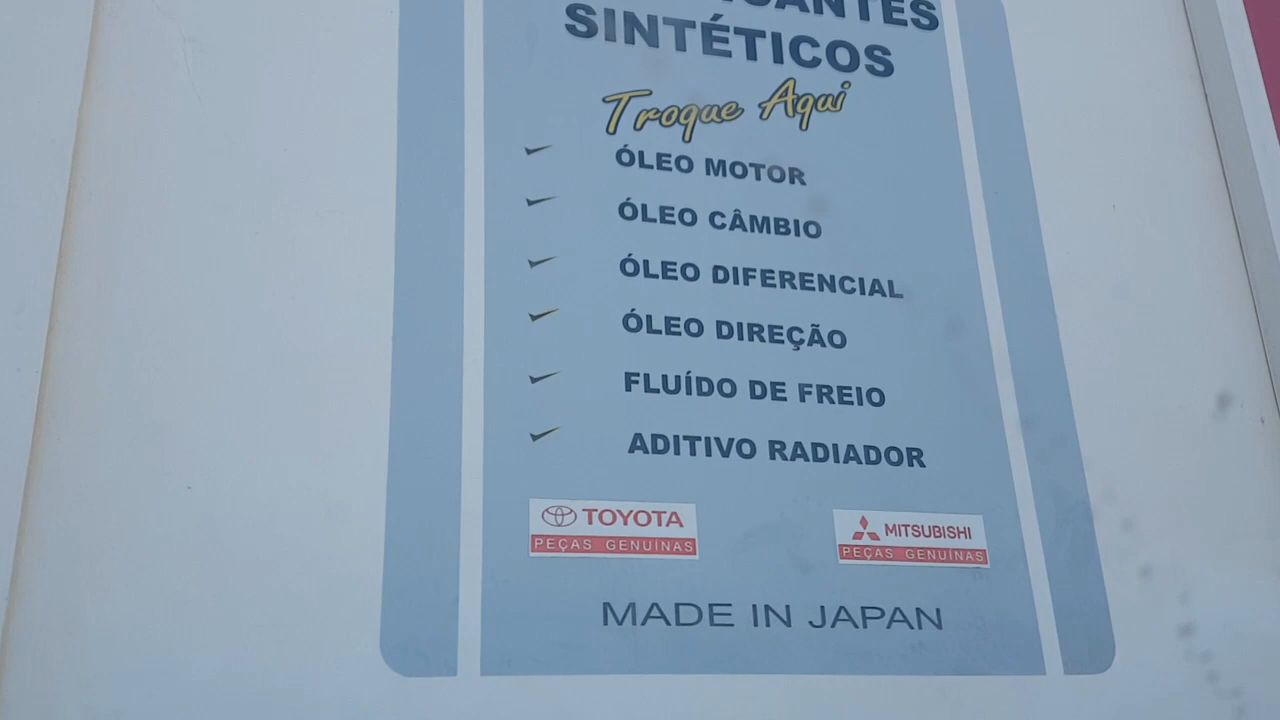 SINTÉTICOS
Troque Aqui
ÓLEO MOTOR
ÓLEO CÂMBIO
ÓLEO DIFERENCIAL
ÓLEO DIREÇÃO
FLUÍDO DE FREIO
ADITIVO RADIADOR
TOYOTA
PEÇAS GENUÍNAS
MITSUBISHI
PEÇAS GENUÍNAS
MADE IN JAPAN